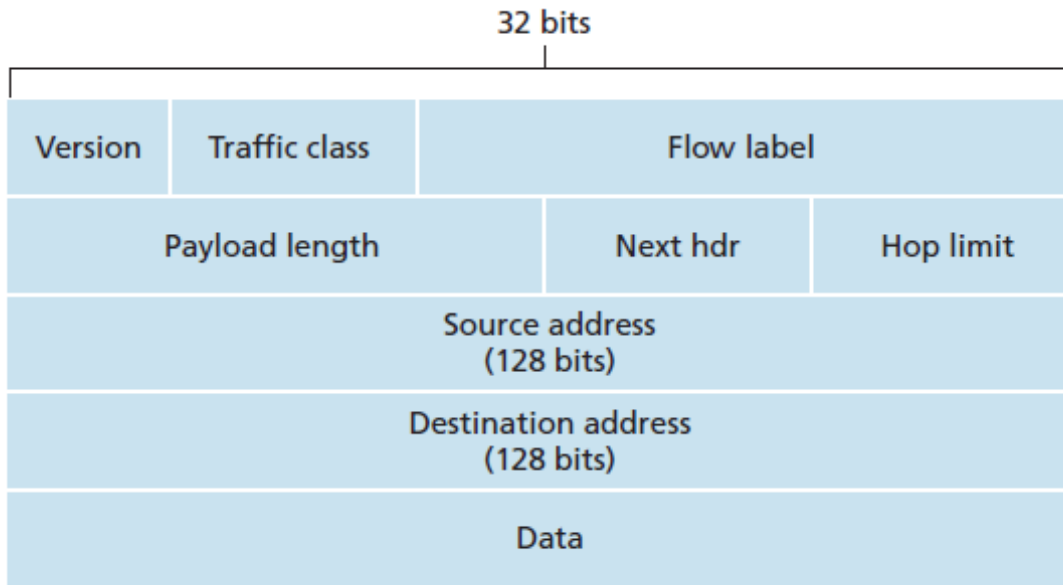 32 bits
Version Traffic class Flow label
Payload length Next hdr Hop limit
Source address
(128 bits)
Destination address
(128 bits)
Data